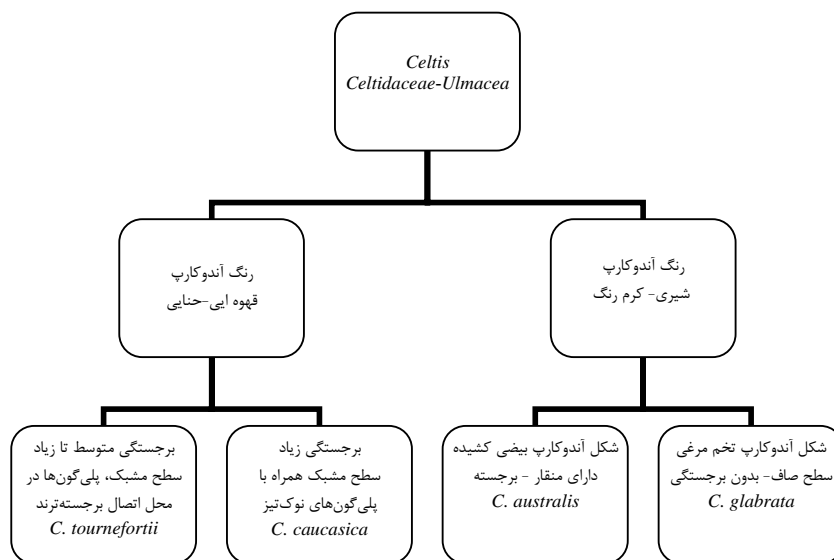 Celtis
Celtidaceae-Ulmacea
رنگ آندوکارپ
شیری- کرم رنگ
رنگ آندوکارپ
قهوه ایی-حنایی
شکل آندوکارپ تخم مرغی
سطح صاف- بدون برجستگی
C. glabrata
شکل آندوکارپ بیضی کشیده
دارای منقار - برجسته
C. australis
برجستگی زیاد
سطح مشبک همراه با
پلی‌گون‌های نوک‌تیز
C. caucasica
برجستگی متوسط تا زیاد
سطح مشبک، پلی‌گون‌ها در
محل اتصال برجسته‌ترند
C. tournefortii